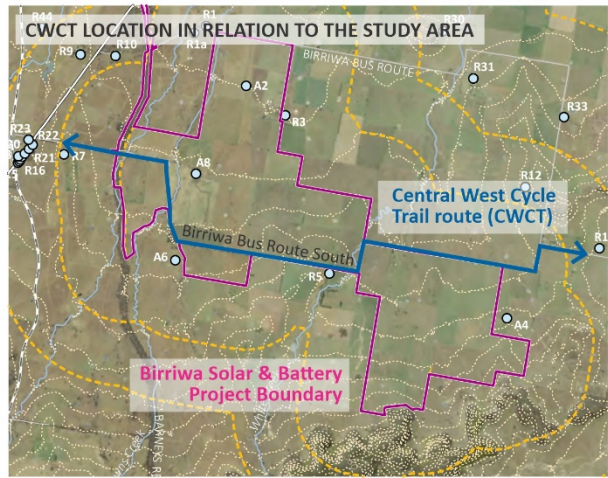 CWCT LOCATION IN RELATION TO THE STUDY AREA
R44
R1
R1a
R30
R9
R10
BIRRIWA BUS ROUTE
R31
A2
R3
R33
R23
R22
R21
R16
R7
A8
R12
Central West Cycle
Trail route (CWCT)
Birriwa Bus Route South
R1
A6
R5
A4
Birriwa Solar & Battery
Project Boundary